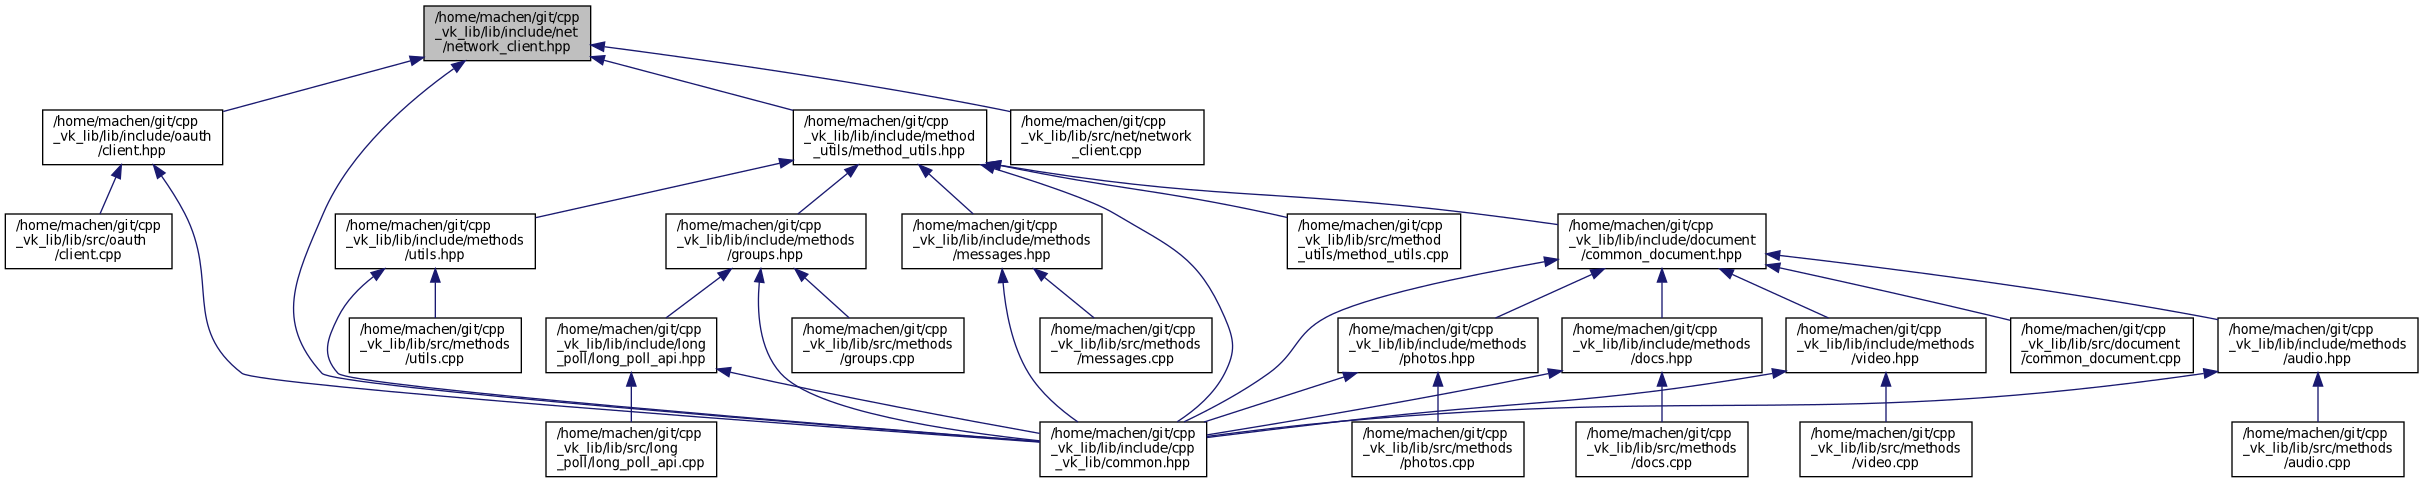 /home/machen/git/cpp
_vk_lib/lib/include/net
/network_client.hpp
/home/machen/git/cpp
_vk_lib/lib/include/oauth
/client.hpp
/home/machen/git/cpp
_vk_lib/lib/include/method
_utils/method_utils.hpp
/home/machen/git/cpp
_vk_lib/lib/src/net/network
_client.cpp
/home/machen/git/cpp
_vk_lib/lib/src/oauth
/client.cpp
/home/machen/git/cpp
_vk_lib/lib/include/methods
/utils.hpp
/home/machen/git/cpp
_vk_lib/lib/include/methods
/groups.hpp
/home/machen/git/cpp
_vk_lib/lib/include/methods
/messages.hpp
/home/machen/git/cpp
_vk_lib/lib/src/method
_utils/method_utils.cpp
/home/machen/git/cpp
_vk_lib/lib/include/document
/common_document.hpp
/home/machen/git/cpp
_vk_lib/lib/src/methods
/utils.cpp
/home/machen/git/cpp
_vk_lib/lib/include/long
_poll/long_poll_api.hpp
/home/machen/git/cpp
_vk_lib/lib/src/methods
/groups.cpp
/home/machen/git/cpp
_vk_lib/lib/src/methods
/messages.cpp
/home/machen/git/cpp
_vk_lib/lib/include/methods
/photos.hpp
/home/machen/git/cpp
_vk_lib/lib/include/methods
/docs.hpp
/home/machen/git/cpp
_vk_lib/lib/include/methods
/video.hpp
/home/machen/git/cpp
_vk_lib/lib/src/document
/common_document.cpp
/home/machen/git/cpp
_vk_lib/lib/include/methods
/audio.hpp
/home/machen/git/cpp
_vk_lib/lib/src/long
_poll/long_poll_api.cpp
/home/machen/git/cpp
_vk_lib/lib/include/cpp
_vk_lib/common.hpp
/home/machen/git/cpp
_vk_lib/lib/src/methods
/photos.cpp
/home/machen/git/cpp
_vk_lib/lib/src/methods
/docs.cpp
/home/machen/git/cpp
_vk_lib/lib/src/methods
/video.cpp
/home/machen/git/cpp
_vk_lib/lib/src/methods
/audio.cpp